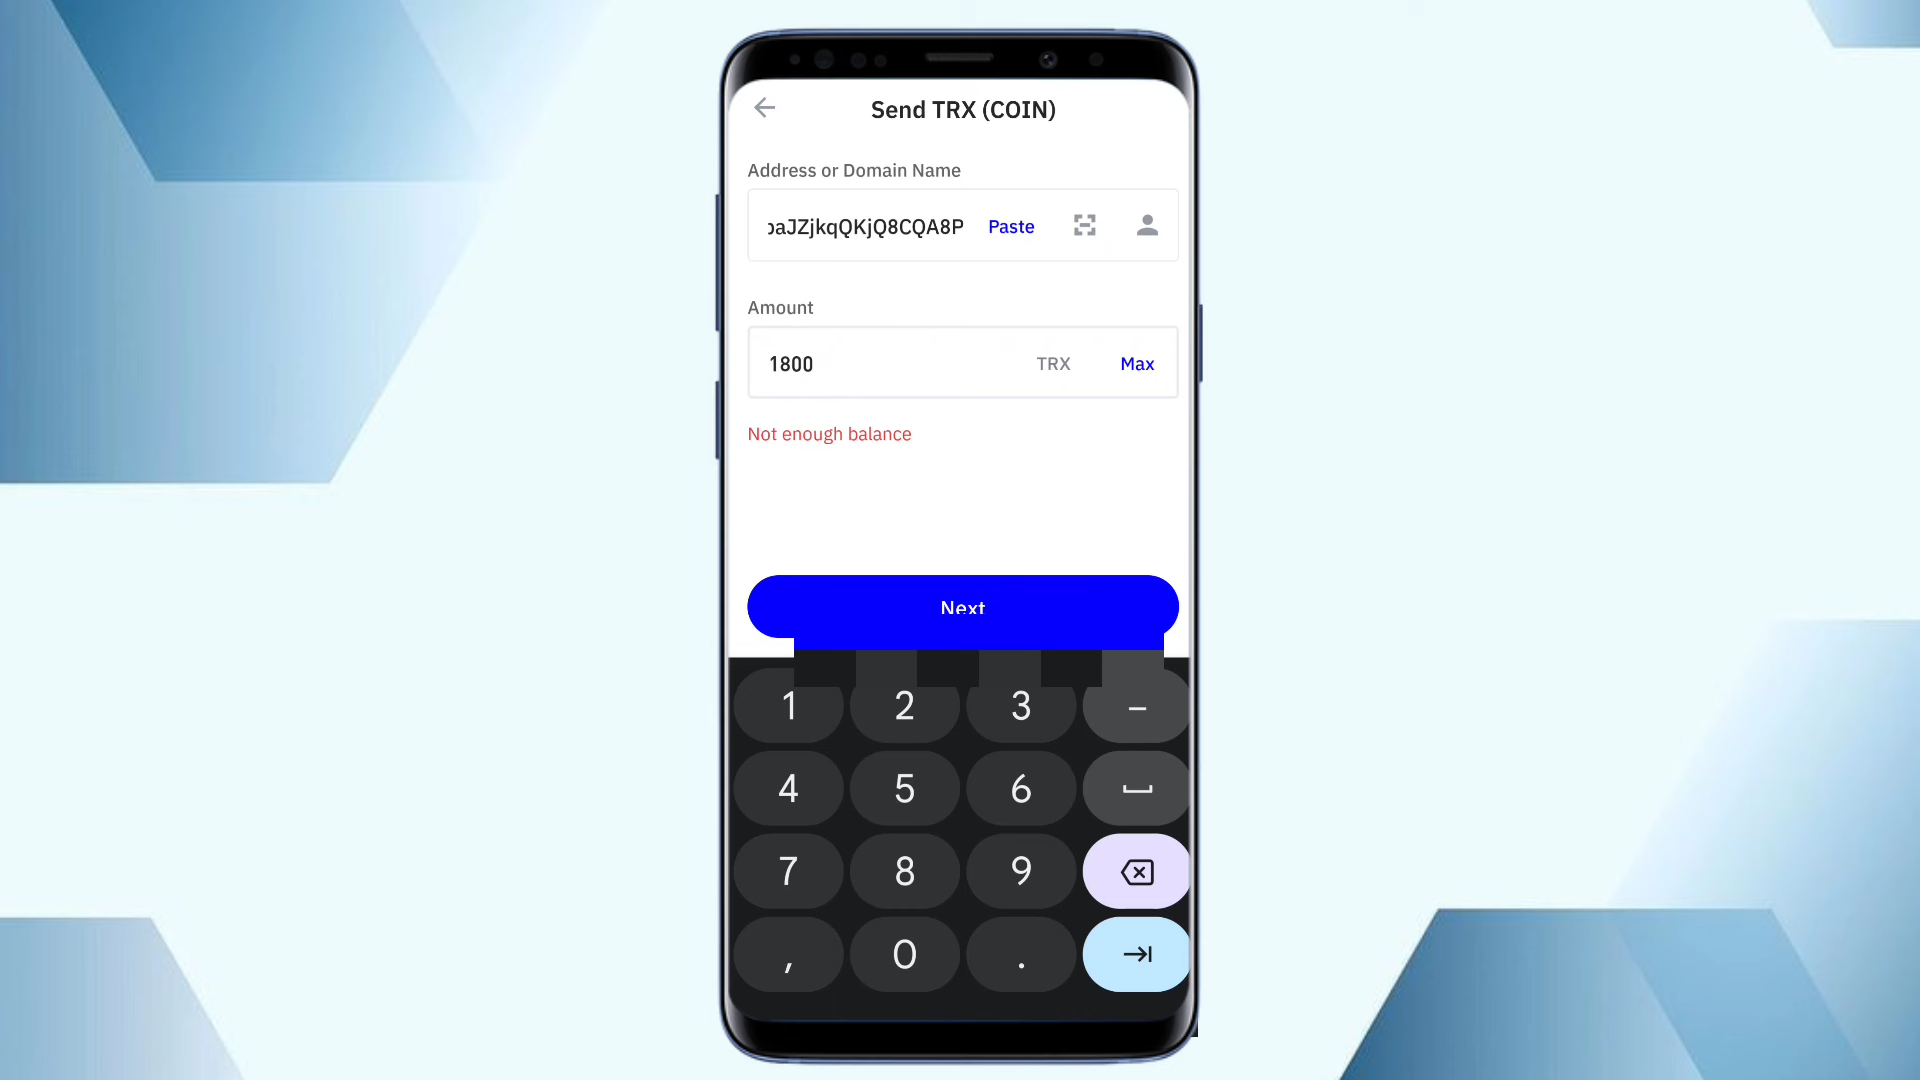 Send TRX (COIN)
Address or Domain Name
baJZjkqQKjQ8CQA8P Paste
Amount
1800 TRX Max
Not enough balance
Next
1 2 3 –
4 5 6
7 8 9
, 0 .